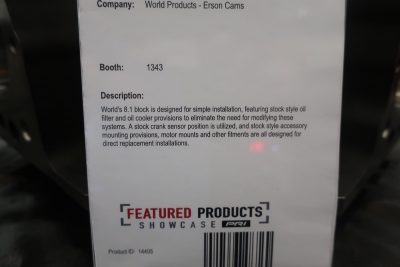 Company: World Products - Erson Cams
Booth: 1343
Description:
World's 8.1 block is designed for simple installation, featuring stock style oil
filter and oil cooler provisions to eliminate the need for modifying these
systems. A stock crank sensor position is utilized, and stock style accessory
mounting provisions, motor mounts and other fitments are all designed for
direct replacement installations.
FEATURED PRODUCTS
SHOWCASE PRI
Product ID: 14405